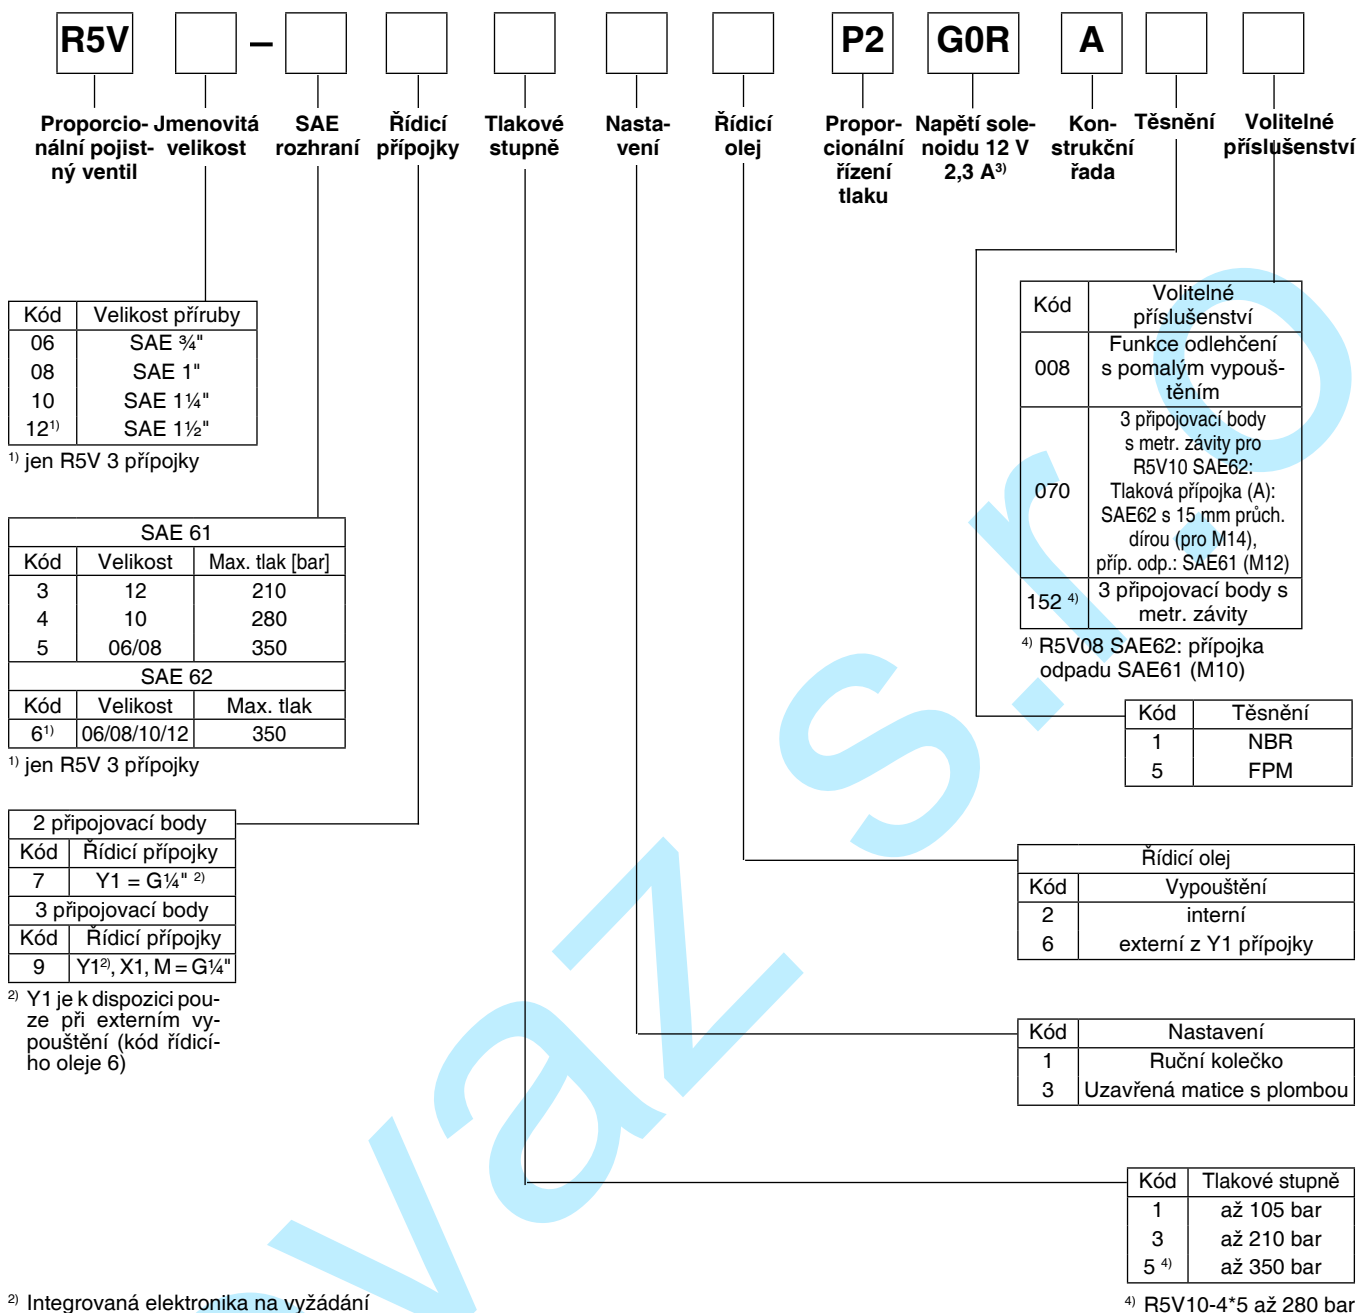 R5V – P2 G0R A
Proporcio-
nální pojist-
ný ventil
Jmenovitá
velikost
SAE
rozhraní
Řídicí
přípojky
Tlakové
stupně
Nasta-
vení
Řídicí
olej
Propor-
cionální
řízení
tlaku
Napětí sole-
noidu 12 V
2,3 A3)
Kon-
strukční
řada
Těsnění
Volitelné
příslušenství
Kód Velikost příruby
06 SAE ¾"
08 SAE 1"
10 SAE 1¼"
121) SAE 1½"
1) jen R5V 3 přípojky
SAE 61
Kód Velikost Max. tlak [bar]
3 12 210
4 10 280
5 06/08 350
SAE 62
Kód Velikost Max. tlak
61) 06/08/10/12 350
1) jen R5V 3 přípojky
2 připojovací body
Kód Řídicí přípojky
7 Y1 = G¼" 2)
3 připojovací body
Kód Řídicí přípojky
9 Y12), X1, M = G¼"
2) Y1 je k dispozici pou-
ze při externím vy-
pouštění (kód řídicí-
ho oleje 6)
Kód Volitelné
příslušenství
008 Funkce odlehčení
s pomalým vypouš-
těním
070 3 připojovací body
s metr. závity pro
R5V10 SAE62:
Tlaková přípojka (A):
SAE62 s 15 mm průch.
dírou (pro M14),
příp. odp.: SAE61 (M12)
152 4) 3 připojovací body s
metr. závity
4) R5V08 SAE62: přípojka
odpadu SAE61 (M10)
Kód Těsnění
1 NBR
5 FPM
Řídicí olej
Kód Vypouštění
2 interní
6 externí z Y1 přípojky
Kód Nastavení
1 Ruční kolečko
3 Uzavřená matice s plombou
Kód Tlakové stupně
1 až 105 bar
3 až 210 bar
5 4) až 350 bar
4) R5V10-4*5 až 280 bar
2) Integrovaná elektronika na vyžádání
vaz s.r.o